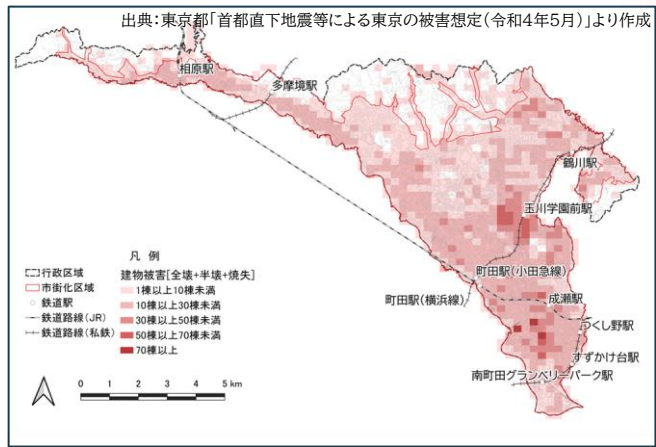 出典：東京都「首都直下地震等による東京の被害想定（令和4年5月）」より作成
相原駅
多摩境駅
鶴川駅
玉川学園前駅
町田駅（小田急線）
町田駅（横浜線）
成瀬駅
つくし野駅
すずかけ台駅
南町田グランベリーパーク駅
行政区域
市街化区域
鉄道駅
鉄道路線（JR）
鉄道路線（私鉄）
凡 例
建物被害[全壊+半壊+焼失]
1棟以上10棟未満
10棟以上30棟未満
30棟以上50棟未満
50棟以上70棟未満
70棟以上
0 1 2 3 4 5 km